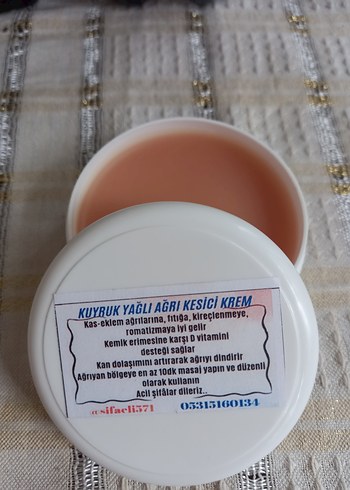 KUYRUK YAĞLI AĞRI KESİCİ KREM
Kas-eklem ağrılarına, fıtığa, kireçlenmeye,
romatizmaya iyi gelir
Kemik erimesine karşı D vitamini
desteği sağlar
Kan dolaşımını artırarak ağrıyı dindirir
Ağrıyan bölgeye en az 10dk masaj yapın ve düzenli
olarak kullanın
Acil şifâlar dileriz..
@sifaeli571 05315160134